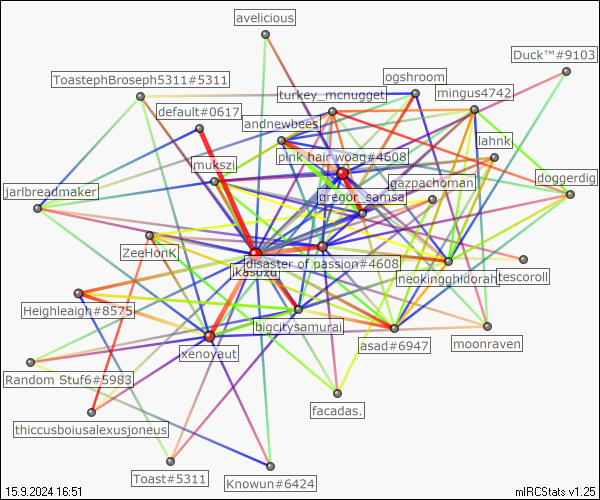 avelicious
Duck™#9103
ToastephBroseph5311#5311
ogshroom
turkey_mcnugget
mingus4742
default#0617
andnewbees
lahnk
pink hair woag#4608
mukszi
gazpachoman
doggerdig
jarlbreadmaker
gregor_samsa
ZeeHonk
disaster of passion#4608
jkasuzu
neokingghidorah
tescoroll
Heighleigh#8575
bigcitysamurai
xenoyaut
asad#6947
moonraven
Random Stuf6#5983
facadas.
thiccusboiusalexusjoneus
Toast#5311
Knowun#6424
15.9.2024 16:51
mIRCStats v1.25